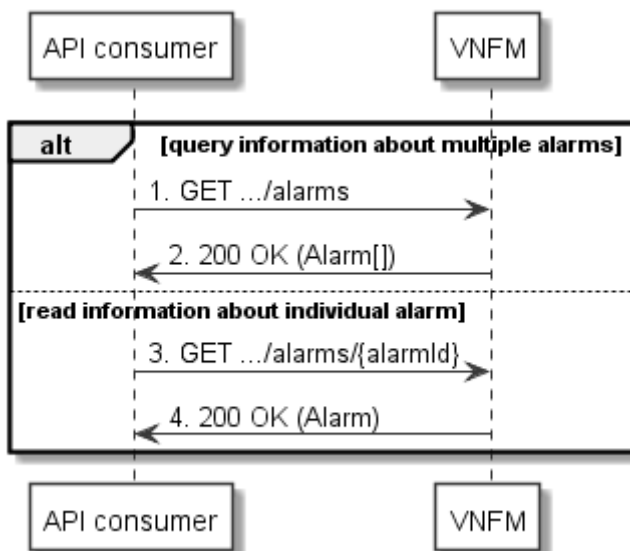 API consumer VNFM
alt [query information about multiple alarms]
1. GET .../alarms
2. 200 OK (Alarm[])
[read information about individual alarm]
3. GET .../alarms/{alarmId}
4. 200 OK (Alarm)
API consumer VNFM